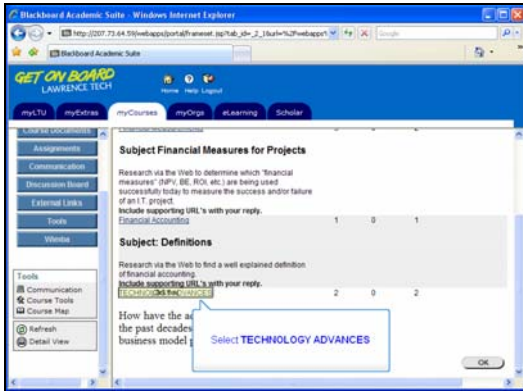 Blackboard Academic Suite - Windows Internet Explorer
Google
Blackboard Academic Suite
GET ON BOARD
LAWRENCE TECH
Home Help Logout
myLTU myExtras myCourses myOrgs eLearning Scholar
Course Documents
Assignments
Communication
Discussion Board
External Links
Tools
Wimba
Tools
Communication
Course Tools
Course Map
Refresh
Detail View
Subject Financial Measures for Projects
Research via the Web to determine which "financial
measures" (NPV, BE, ROI, etc.) are being used
successfully today to measure the success and/or failure
of an I.T. project.
Include supporting URL's with your reply.
Financial Accounting 1 0 1
Subject: Definitions
Research via the Web to find a well explained definition
of financial accounting.
Include supporting URL's with your reply.
2 0 2
How have the
the past decades
business model
Select TECHNOLOGY ADVANCES
OK